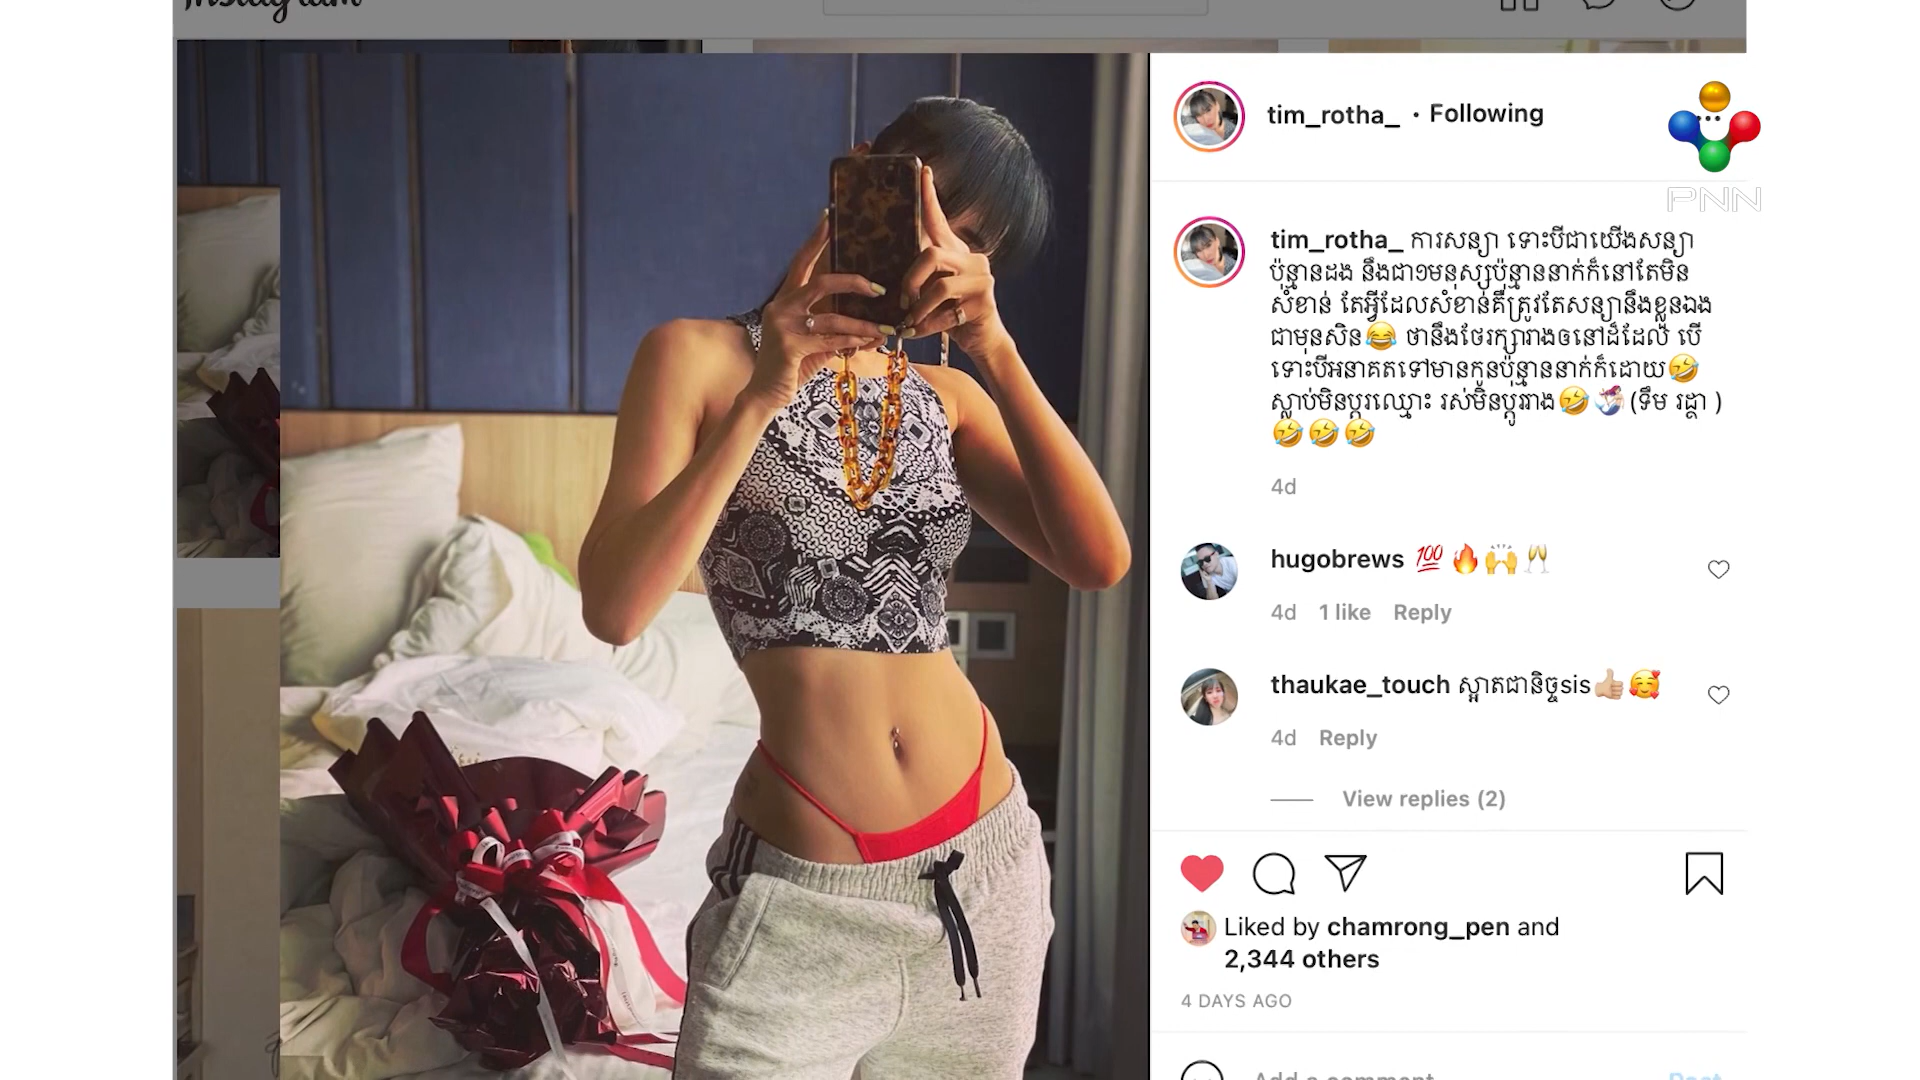 Instagram
tim_rotha_ • Following
PNN
tim_rotha_ ការសន្យា ទោះបីជាយើងសន្យា
ប៉ុន្មានដង នឹងជា១មនុស្សប៉ុន្មាននាក់ក៏នៅតែមិន
សំខាន់ តែអ្វីដែលសំខាន់គឺត្រូវតែសន្យានឹងខ្លួនឯង
ជាមុនសិន😂 ថានឹងថែរក្សារាងឲនៅដ៏ដែល បើ
ទោះបីអនាគតទៅមានកូនប៉ុន្មាននាក់ក៏ដោយ🤣
ស្លាប់មិនប្តូរឈ្មោះ រស់មិនប្តូររាង🤣🧜‍♀️ (ទឹម រដ្ឋា )
🤣🤣🤣
4d
hugobrews 💯🔥🙌🥂
4d 1 like Reply
thaukae_touch ស្អាតជានិច្ចsis👍🏼🥰
4d Reply
View replies (2)
Liked by chamrong_pen and
2,344 others
4 DAYS AGO
Add a comment...
Post